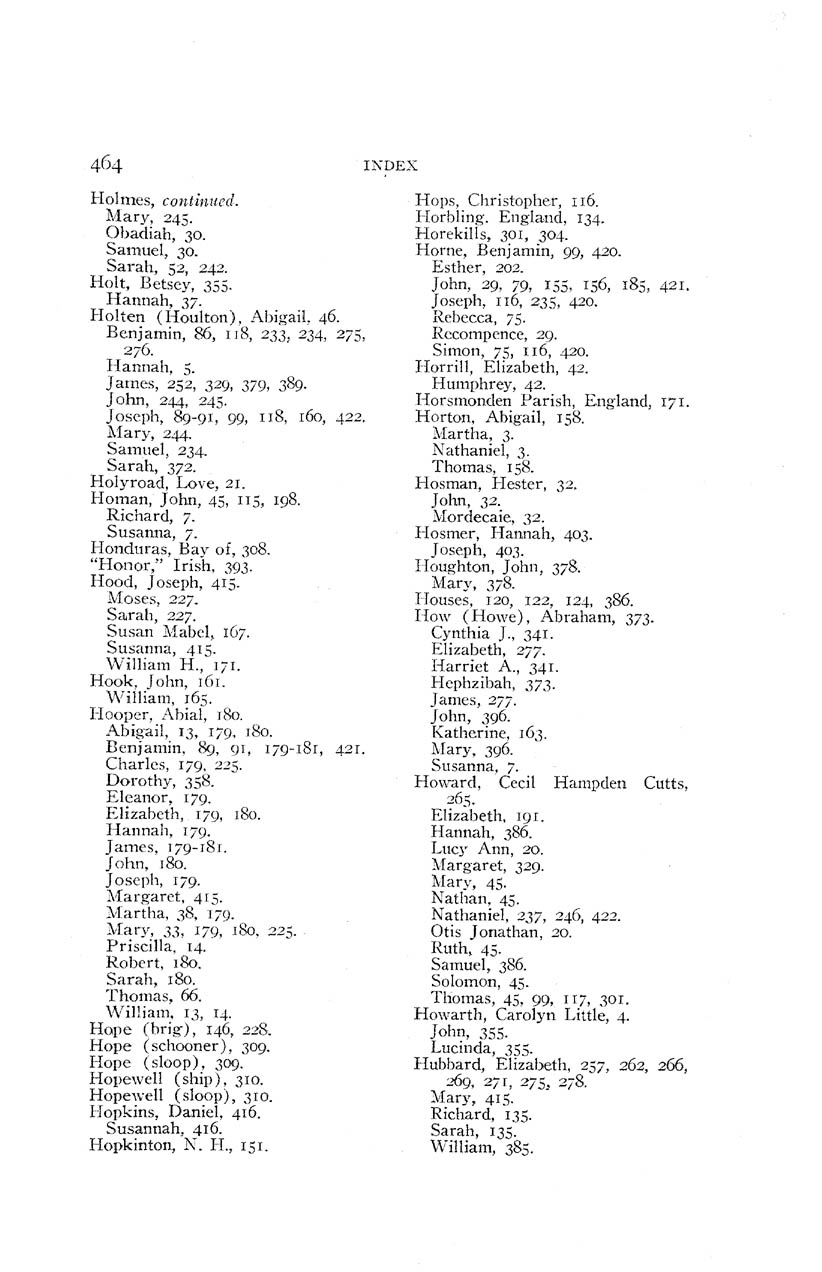 464
INDEX
Holmes, continued.
Mary, 245.
Obadiah, 30.
Samuel, 30.
Sarah, 52, 242.
Holt, Betsey, 355.
Hannah, 37.
Holten (Houlton), Abigail, 46.
Benjamin, 86, 118, 233, 234, 275,
276.
Hannah, 5.
James, 252, 329, 379, 389.
John, 244, 245.
Joseph, 89-91, 99, 118, 160, 422.
Mary, 244.
Samuel, 234.
Sarah, 372.
Holyroad, Love, 21.
Homan, John, 45, 115, 198.
Richard, 7.
Susanna, 7.
Honduras, Bay of, 308.
"Honor," Irish, 393.
Hood, Joseph, 415.
Moses, 227.
Sarah, 227.
Susan Mabel, 167.
Susanna, 415.
William H., 171.
Hook, John, 161.
William, 165.
Hooper, Abial, 180.
Abigail, 13, 179, 180.
Benjamin, 89, 91, 179-181, 421.
Charles, 179, 225.
Dorothy, 358.
Eleanor, 179.
Elizabeth, 179, 180.
Hannah, 179.
James, 179-181.
John, 180.
Joseph, 179.
Margaret, 415.
Martha, 38, 179.
Mary, 33, 179, 180, 225.
Priscilla, 14.
Robert, 180.
Sarah, 180.
Thomas, 66.
William, 13, 14.
Hope (brig), 146, 228.
Hope (schooner), 309.
Hope (sloop), 309.
Hopewell (ship), 310.
Hopewell (sloop), 310.
Hopkins, Daniel, 416.
Susannah, 416.
Hopkinton, N. H., 151.
Hops, Christopher, 116.
Horbling. England, 134.
Horekills, 301, 304.
Horne, Benjamin, 99, 420.
Esther, 202.
John, 29, 79, 155, 156, 185, 421.
Joseph, 116, 235, 420.
Rebecca, 75.
Recompence, 29.
Simon, 75, 116, 420.
Horrill, Elizabeth, 42.
Humphrey, 42.
Horsmonden Parish, England, 171.
Horton, Abigail, 158.
Martha, 3.
Nathaniel, 3.
Thomas, 158.
Hosman, Hester, 32.
John, 32.
Mordecaie, 32.
Hosmer, Hannah, 403.
Joseph, 403.
Houghton, John, 378.
Mary, 378.
Houses, 120, 122, 124, 386.
How (Howe), Abraham, 373.
Cynthia J., 341.
Elizabeth, 277.
Harriet A., 341.
Hephzibah, 373.
James, 277.
John, 396.
Katherine, 163.
Mary, 396.
Susanna, 7.
Howard, Cecil Hampden Cutts,
265.
Elizabeth, 191.
Hannah, 386.
Lucy Ann, 20.
Margaret, 329.
Mary, 45.
Nathan, 45.
Nathaniel, 237, 246, 422.
Otis Jonathan, 20.
Ruth, 45.
Samuel, 386.
Solomon, 45.
Thomas, 45, 99, 117, 301.
Howarth, Carolyn Little, 4.
John, 355.
Lucinda, 355.
Hubbard, Elizabeth, 257, 262, 266,
269, 271, 275, 278.
Mary, 415.
Richard, 135.
Sarah, 135.
William, 385.